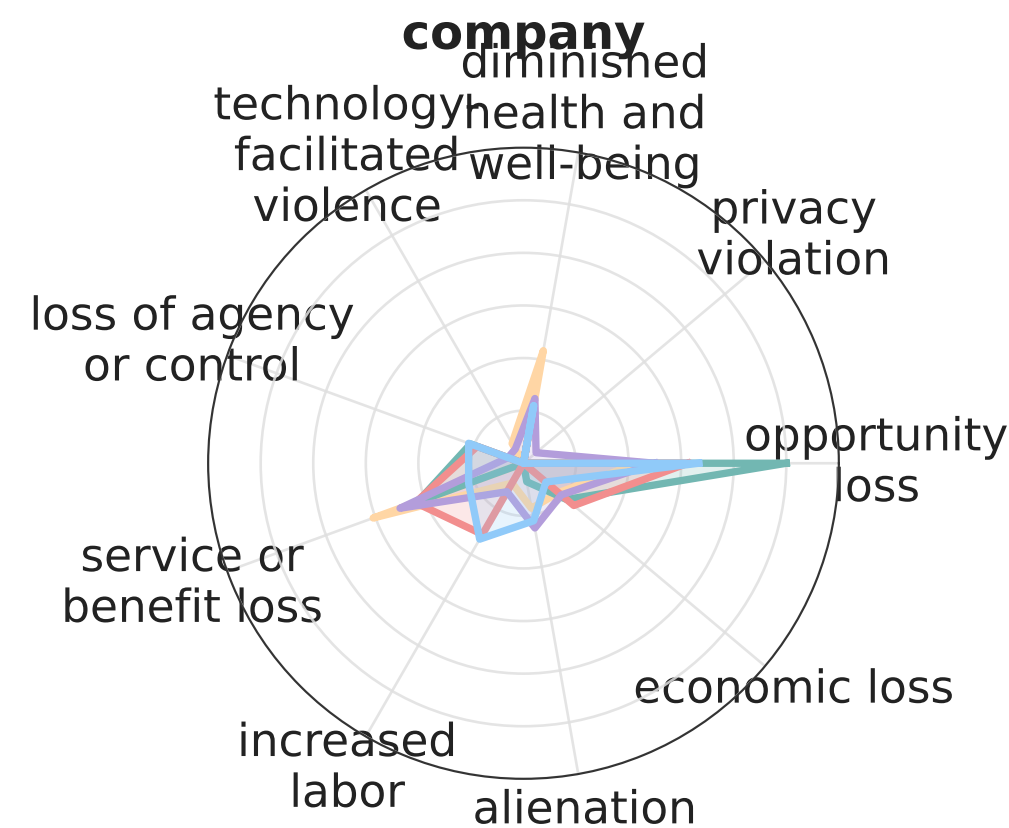 company
diminished
health and
well-being
technology-
facilitated
violence
privacy
violation
loss of agency
or control
opportunity
loss
service or
benefit loss
economic loss
increased
labor
alienation